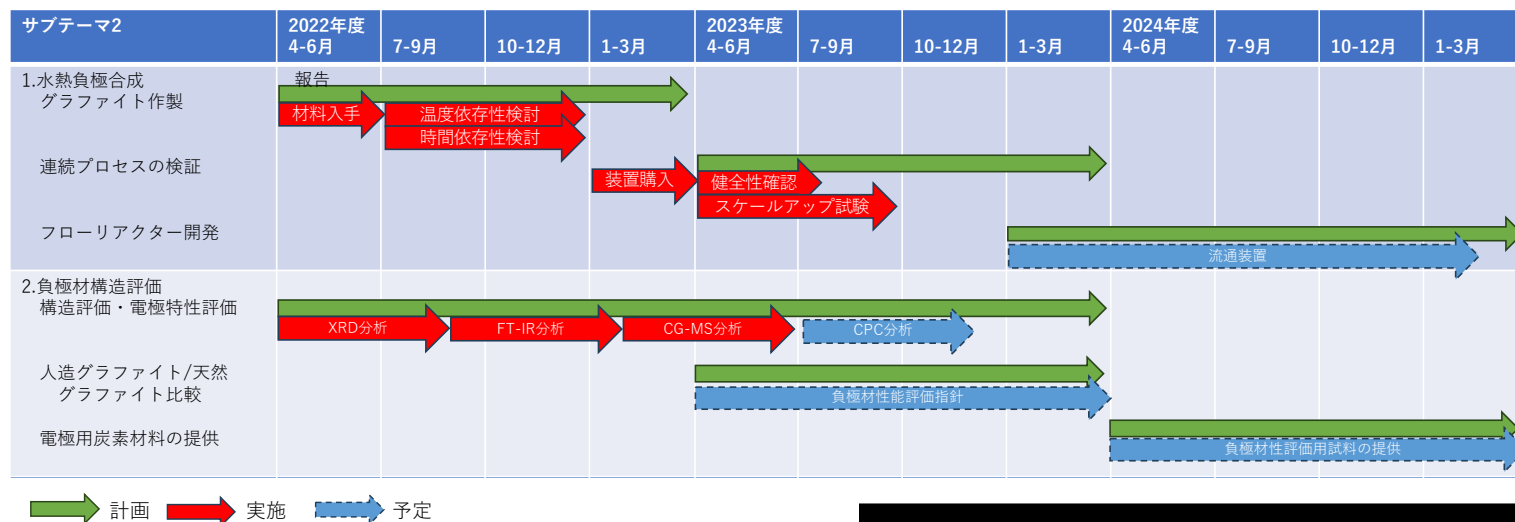 サブテーマ2
2022年度
4-6月
7-9月
10-12月
1-3月
2023年度
4-6月
7-9月
10-12月
1-3月
2024年度
4-6月
7-9月
10-12月
1-3月
1.水熱負極合成
グラファイト作製
報告
材料入手
温度依存性検討
時間依存性検討
連続プロセスの検証
装置購入
健全性確認
スケールアップ試験
フローリアクター開発
流通装置
2.負極材構造評価
構造評価・電極特性評価
XRD分析
FT-IR分析
CG-MS分析
CPC分析
人造グラファイト/天然
グラファイト比較
負極材性能評価指針
電極用炭素材料の提供
負極材性評価用試料の提供
計画
実施
予定